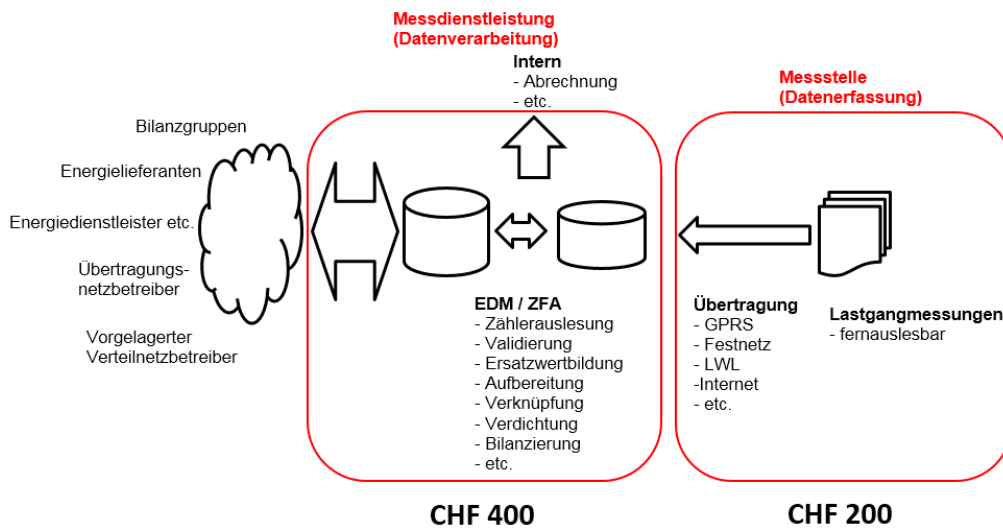 Messdienstleistung
(Datenverarbeitung)
Intern
- Abrechnung
- etc.
Messstelle
(Datenerfassung)
Bilanzgruppen
Energielieferanten
Energiedienstleister etc.
Übertragungs-
netzbetreiber
Vorgelagerter
Verteilnetzbetreiber
EDM / ZFA
- Zählerauslesung
- Validierung
- Ersatzwertbildung
- Aufbereitung
- Verknüpfung
- Verdichtung
- Bilanzierung
- etc.
Übertragung
- GPRS
- Festnetz
- LWL
-Internet
- etc.
Lastgangmessungen
- fernauslesbar
CHF 400
CHF 200